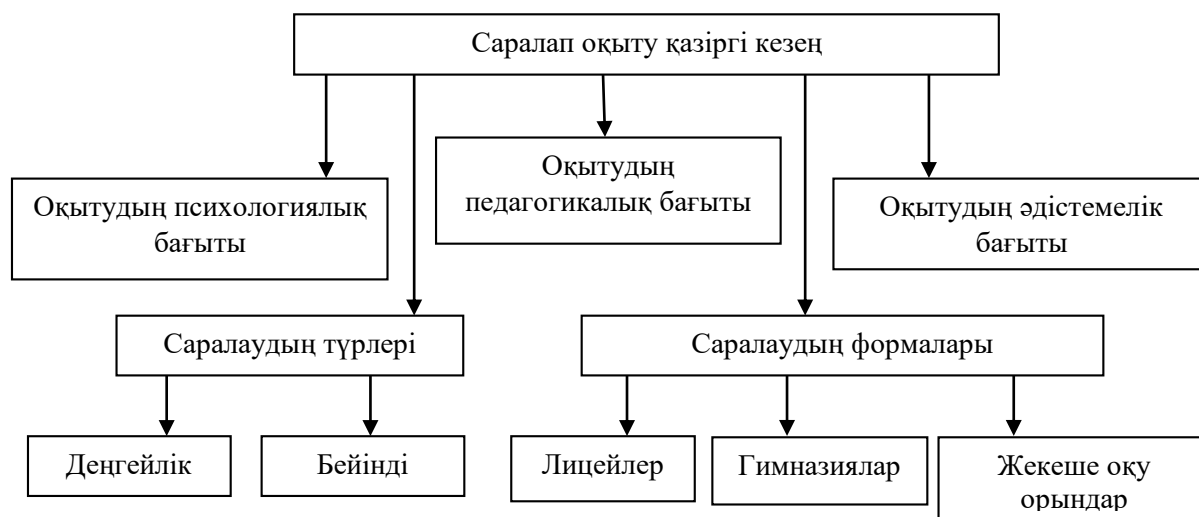 Саралап оқыту қазіргі кезең
Оқытудың психологиялық
бағыты
Оқытудың
педагогикалық бағыты
Оқытудың әдістемелік
бағыты
Саралаудың түрлері
Саралаудың формалары
Деңгейлік
Бейінді
Лицейлер
Гимназиялар
Жекеше оқу
орындар